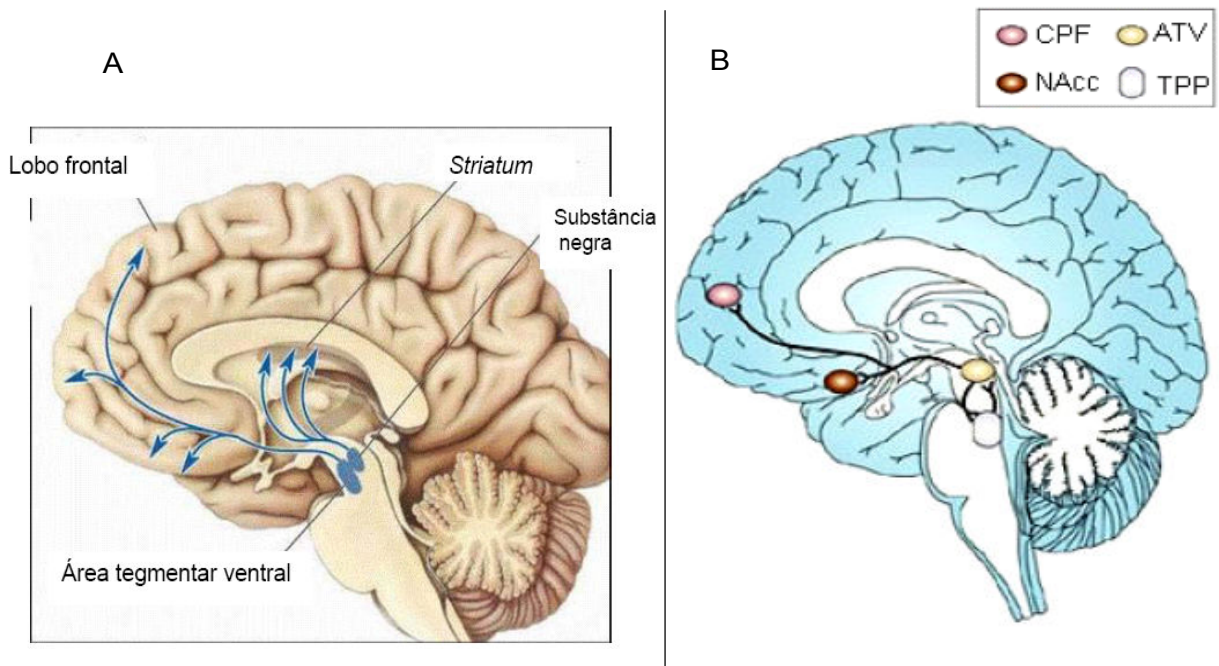 A
Lobo frontal
Striatum
Substância
negra
Área tegmentar ventral
B
CPF
ATV
NAcc
TPP